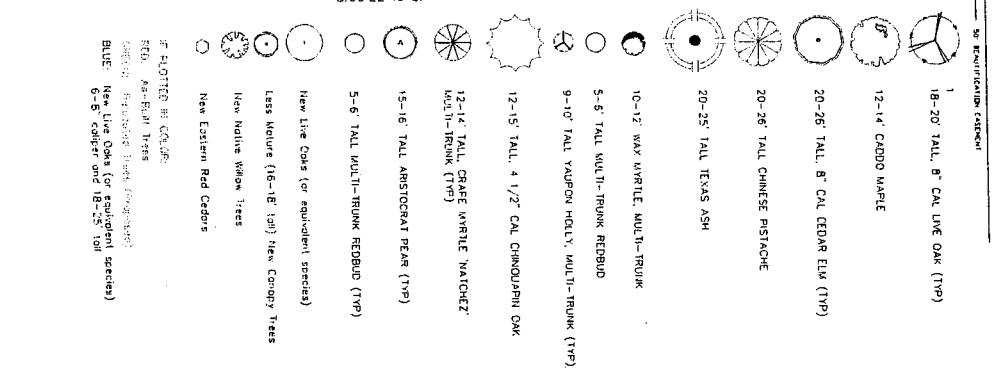 50' BEAUTIFICATION EASEMENT
1
18-20' TALL, 8" CAL LIVE OAK (TYP)
12-14' CADDO MAPLE
20-26' TALL, 8" CAL CEDAR ELM (TYP)
20-26' TALL CHINESE PISTACHE
20-25' TALL TEXAS ASH
10-12' WAX MYRTLE, MULTI-TRUNK
5-6' TALL MULTI-TRUNK REDBUD
9-10' TALL YAUPON HOLLY, MULTI-TRUNK (TYP)
12-15' TALL, 4 1/2" CAL CHINQUAPIN OAK
12-14' TALL, CRAPE MYRTLE 'NATCHEZ'
MULTI-TRUNK (TYP)
15-16' TALL ARISTOCRAT PEAR (TYP)
5-6' TALL MULTI-TRUNK REDBUD (TYP)
New Live Oaks (or equivalent species)
Less Mature (16-18' tall) New Canopy Trees
New Native Willow Trees
New Eastern Red Cedars
IF PLOTTED IN COLOR:
RED: As-Built Trees
BLUE: New Live Oaks (or equivalent species)
6-8" caliper and 18-25' tall